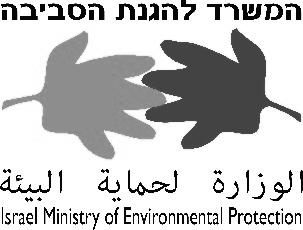 המשרד להגנת הסביבה
الوزارة لحماية البيئة
Israel Ministry of Environmental Protection